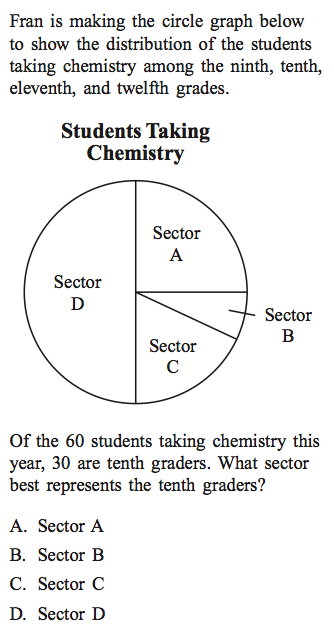 Fran is making the circle graph below
to show the distribution of the students
taking chemistry among the ninth, tenth,
eleventh, and twelfth grades.
Students Taking
Chemistry
Sector
A
Sector
D
Sector
B
Sector
C
Of the 60 students taking chemistry this
year, 30 are tenth graders. What sector
best represents the tenth graders?
A. Sector A
B. Sector B
C. Sector C
D. Sector D